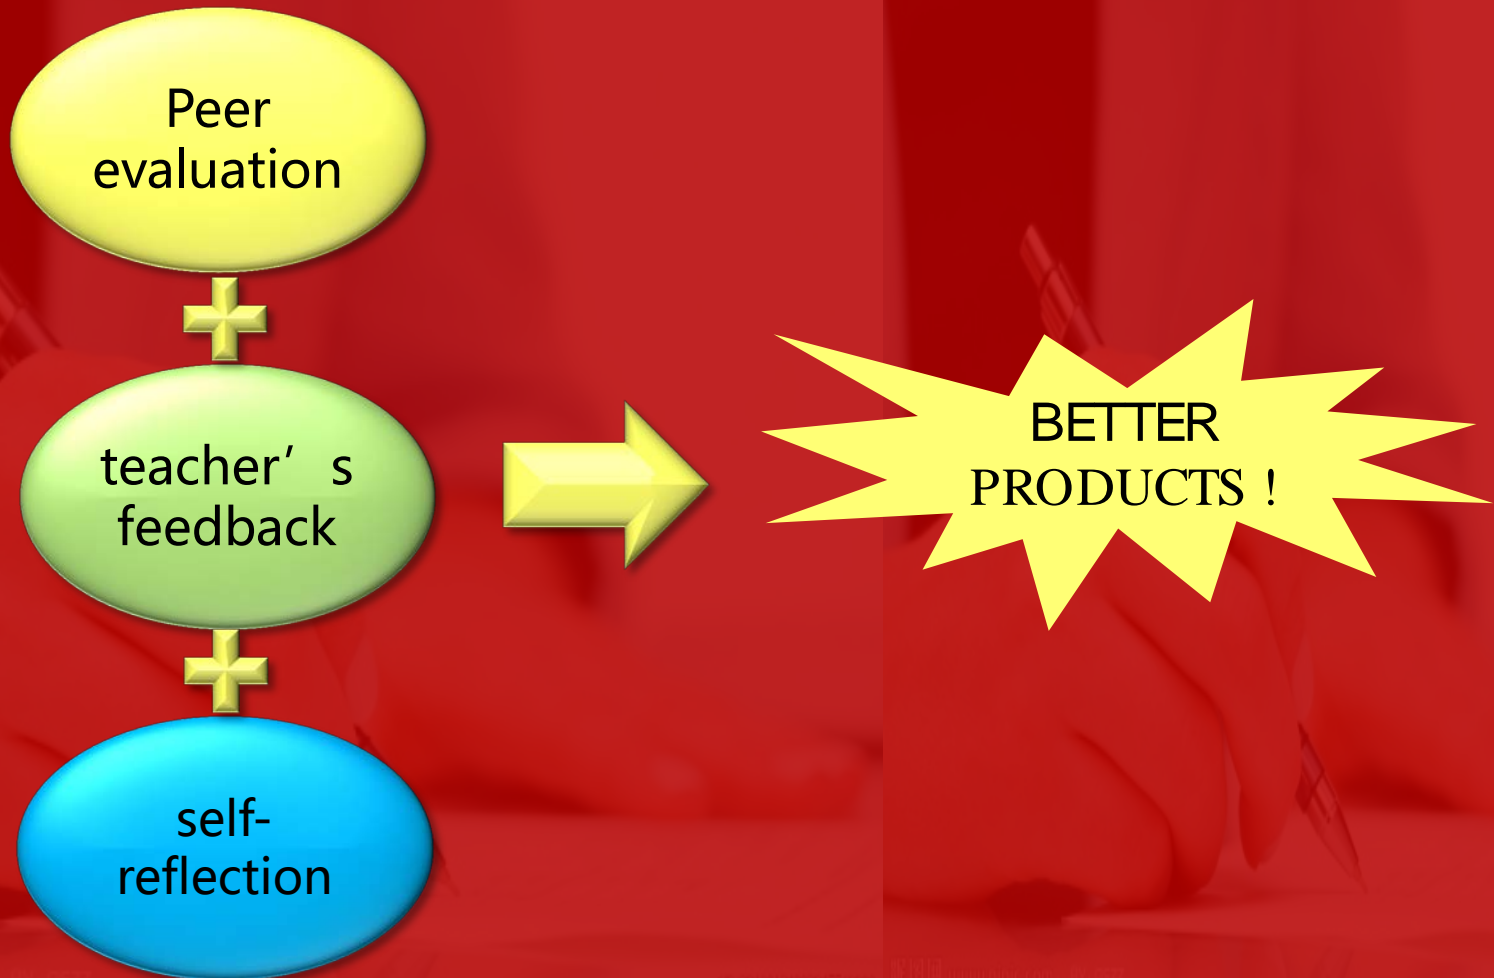 Peer
evaluation
teacher’ s
feedback
self-
reflection
BETTER
PRODUCTS !